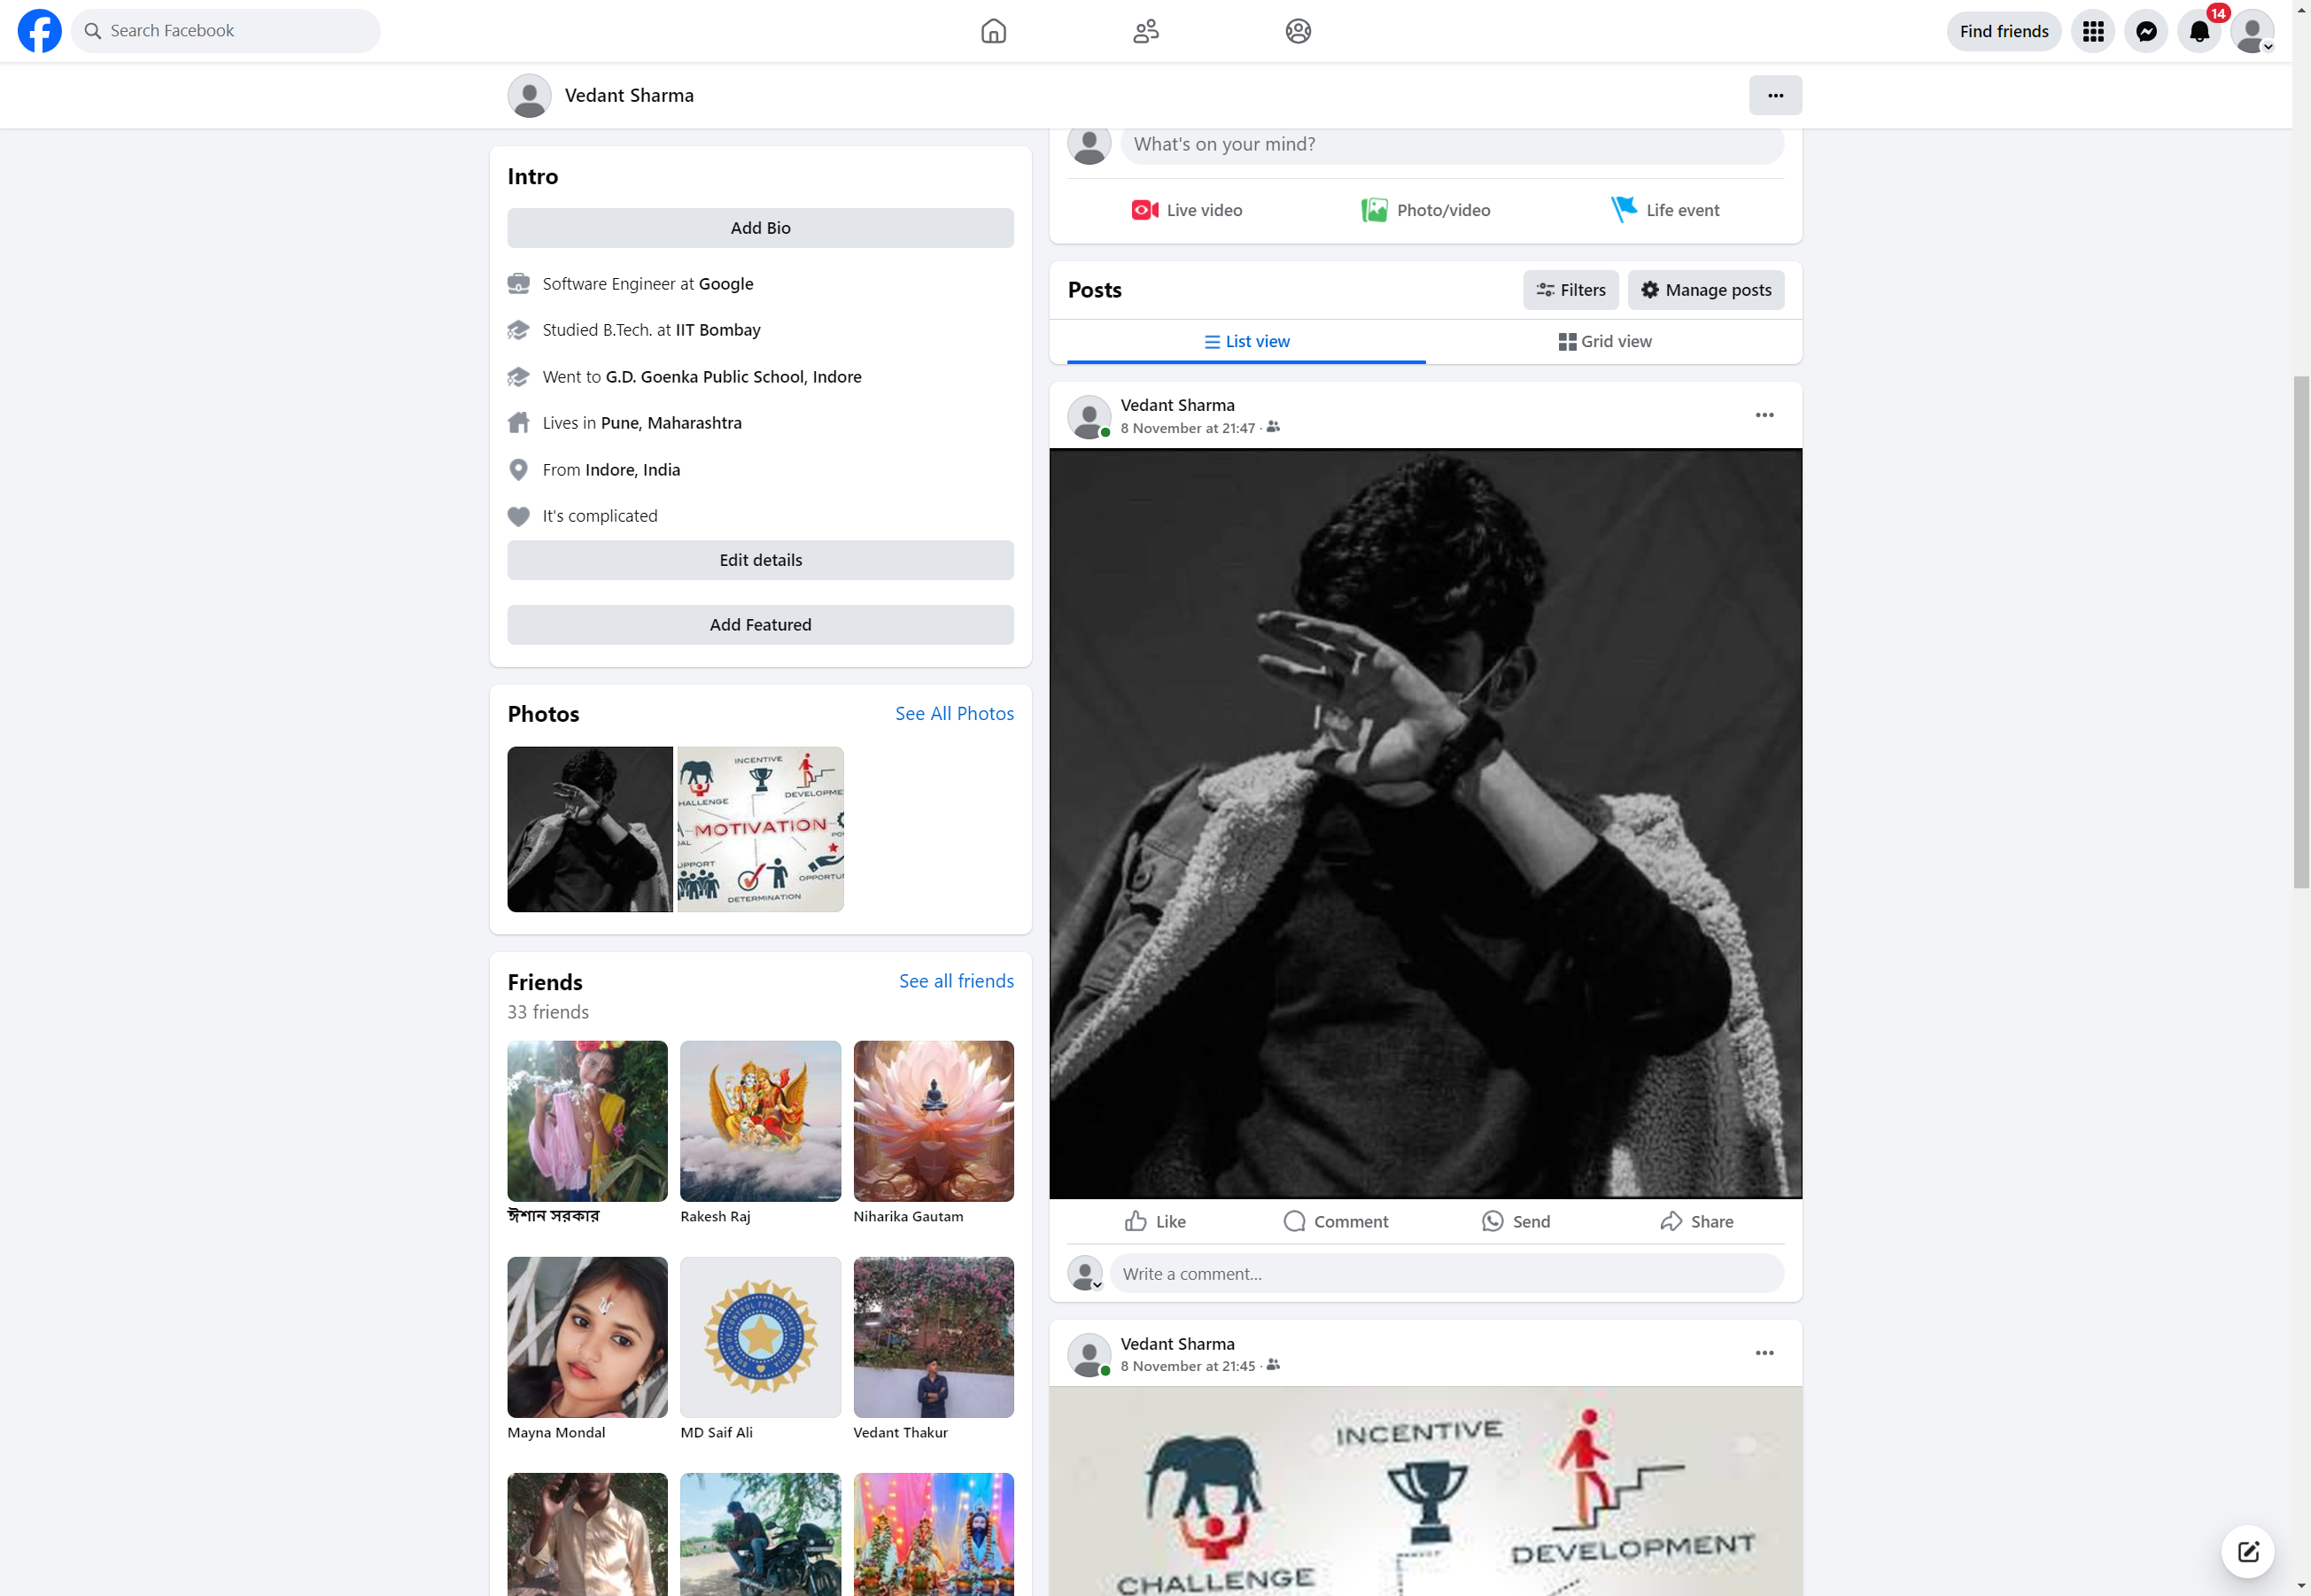 Search Facebook
Find friends
14
Vedant Sharma
Intro
Add Bio
Software Engineer at Google
Studied B.Tech. at IIT Bombay
Went to G.D. Goenka Public School, Indore
Lives in Pune, Maharashtra
From Indore, India
It's complicated
Edit details
Add Featured
Photos
See All Photos
INCENTIVE
HALLENGE
DEVELOPME
MOTIVATION
UPPORT
OPPORTU
DETERMINATION
Friends
See all friends
33 friends
ঈশান সরকার
Rakesh Raj
Niharika Gautam
Mayna Mondal
MD Saif Ali
Vedant Thakur
What's on your mind?
Live video
Photo/video
Life event
Posts
Filters
Manage posts
List view
Grid view
Vedant Sharma
8 November at 21:47 ·
Like
Comment
Send
Share
Write a comment...
Vedant Sharma
8 November at 21:45 ·
INCENTIVE
DEVELOPMENT
CHALLENGE